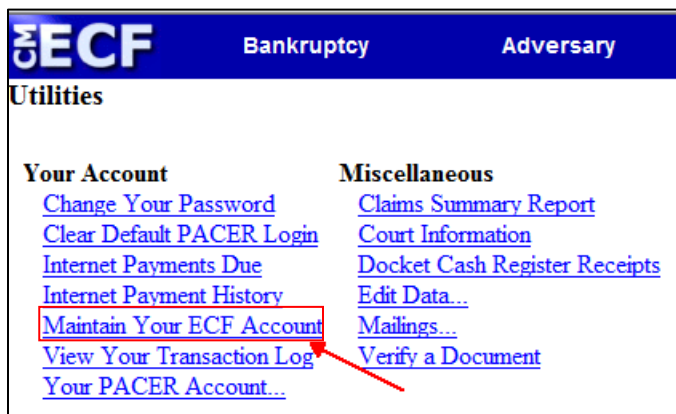 CM ECF Bankruptcy Adversary
Utilities
Your Account
Change Your Password
Clear Default PACER Login
Internet Payments Due
Internet Payment History
Maintain Your ECF Account
View Your Transaction Log
Your PACER Account...
Miscellaneous
Claims Summary Report
Court Information
Docket Cash Register Receipts
Edit Data...
Mailings...
Verify a Document